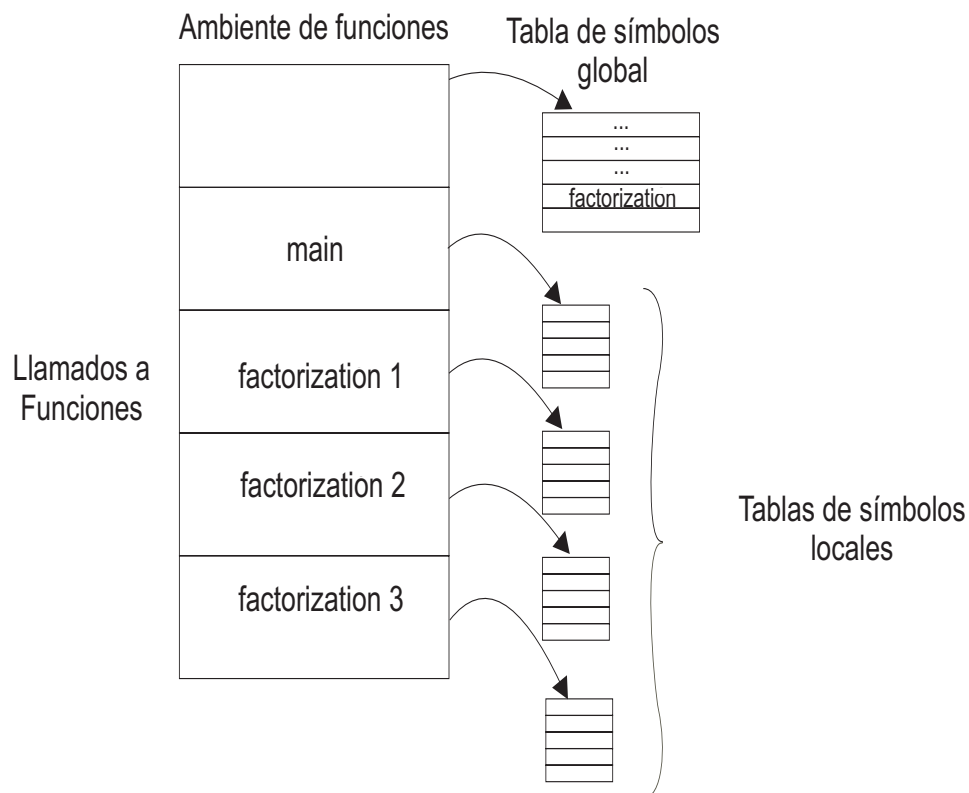 Ambiente de funciones
Tabla de símbolos
global
...
...
...
factorization
main
Llamados a
Funciones
factorization 1
factorization 2
factorization 3
Tablas de símbolos
locales